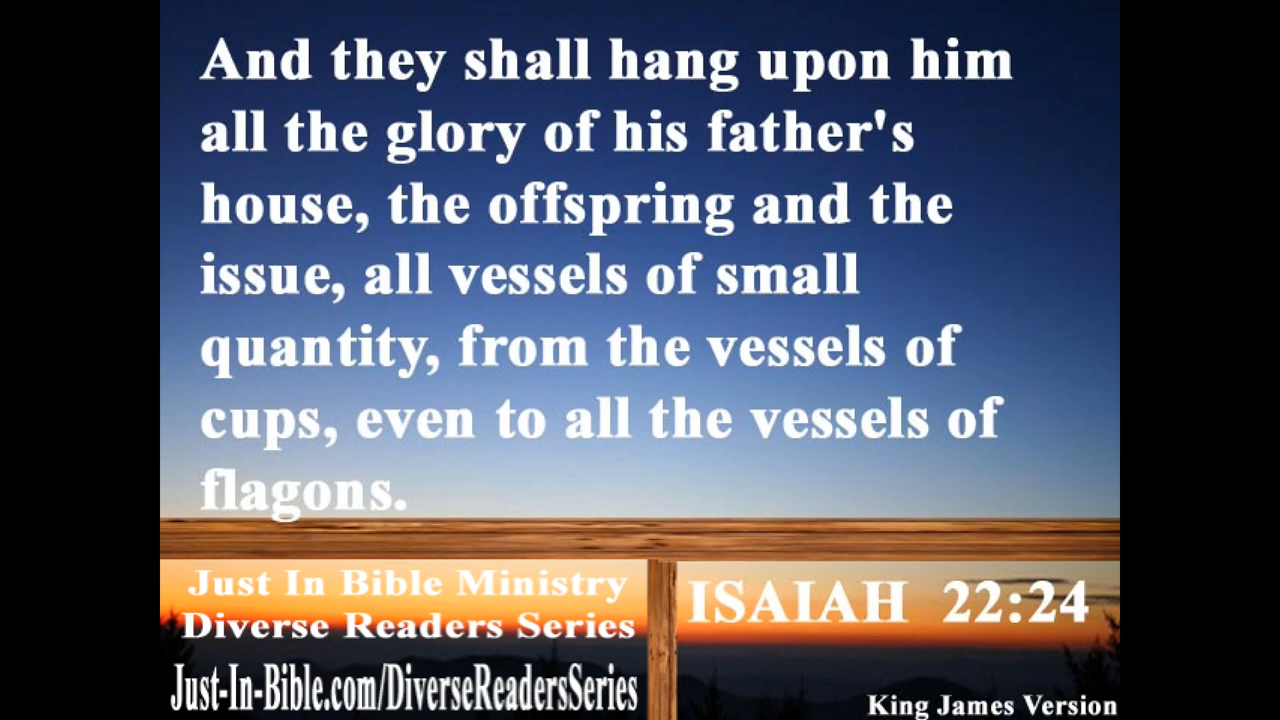 And they shall hang upon him
all the glory of his father's
house, the offspring and the
issue, all vessels of small
quantity, from the vessels of
cups, even to all the vessels of
flagons.
Just In Bible Ministry
Diverse Readers Series
Just-In-Bible.com/DiverseReadersSeries
ISAIAH 22:24
King James Version